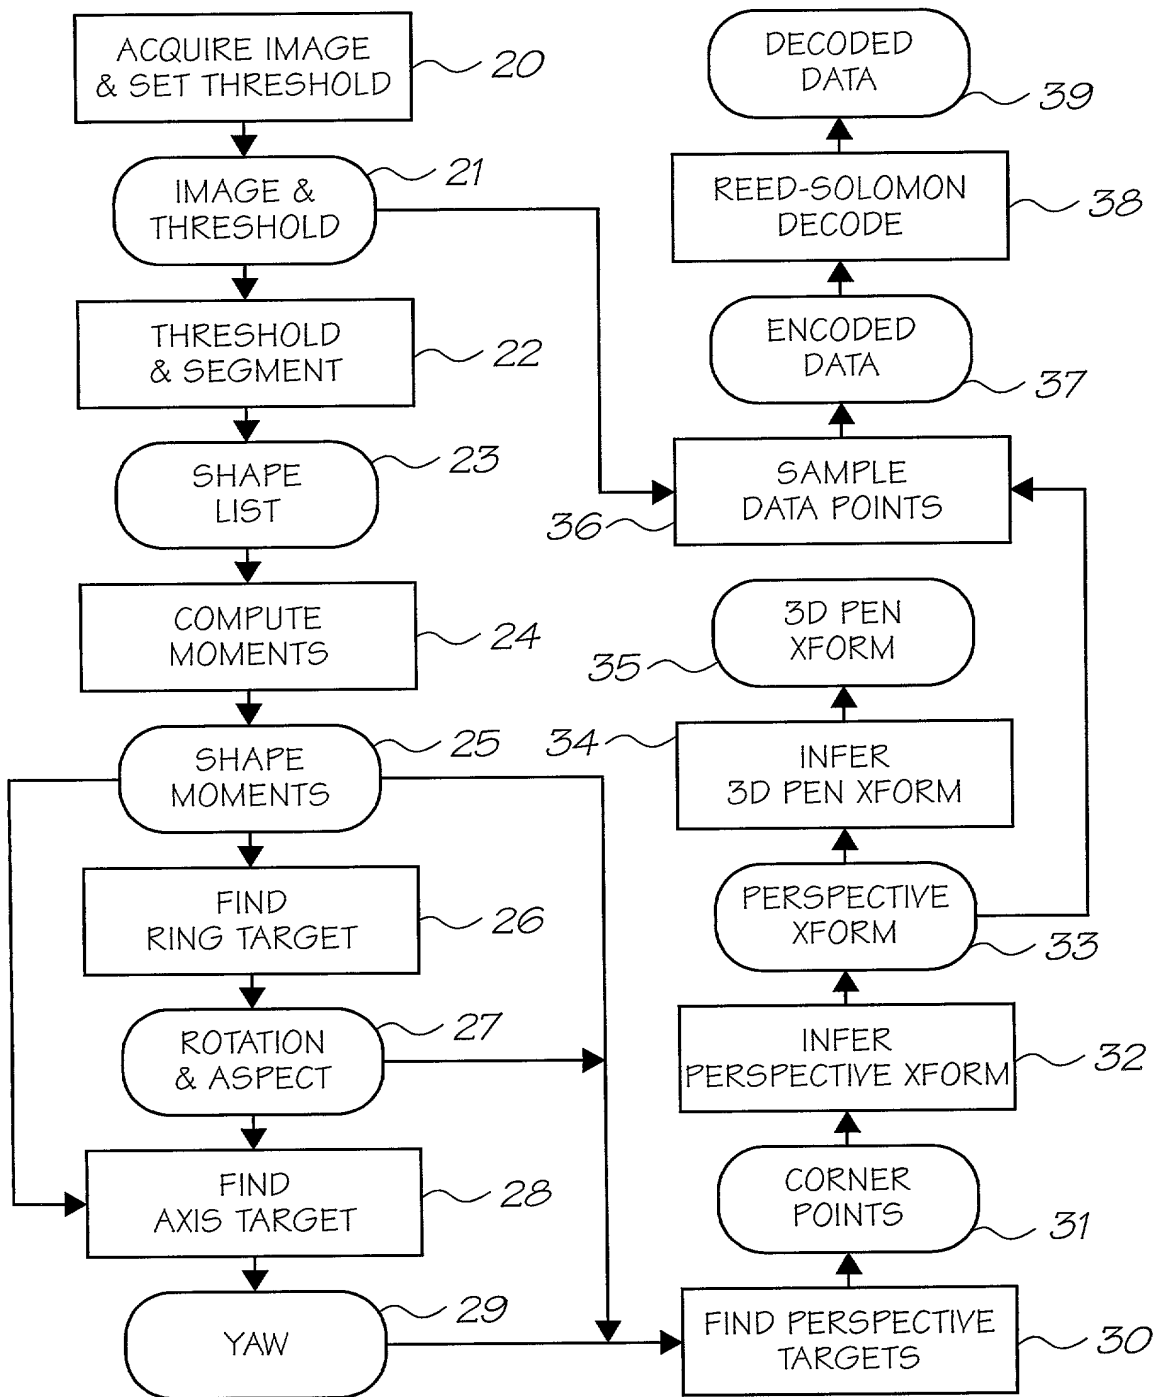 ACQUIRE IMAGE
& SET THRESHOLD
20
IMAGE &
THRESHOLD
21
THRESHOLD
& SEGMENT
22
SHAPE
LIST
23
COMPUTE
MOMENTS
24
SHAPE
MOMENTS
25
FIND
RING TARGET
26
ROTATION
& ASPECT
27
FIND
AXIS TARGET
28
YAW
29
DECODED
DATA
39
REED-SOLOMON
DECODE
38
ENCODED
DATA
37
SAMPLE
DATA POINTS
36
3D PEN
XFORM
35
INFER
3D PEN XFORM
34
PERSPECTIVE
XFORM
33
INFER
PERSPECTIVE XFORM
32
CORNER
POINTS
31
FIND PERSPECTIVE
TARGETS
30